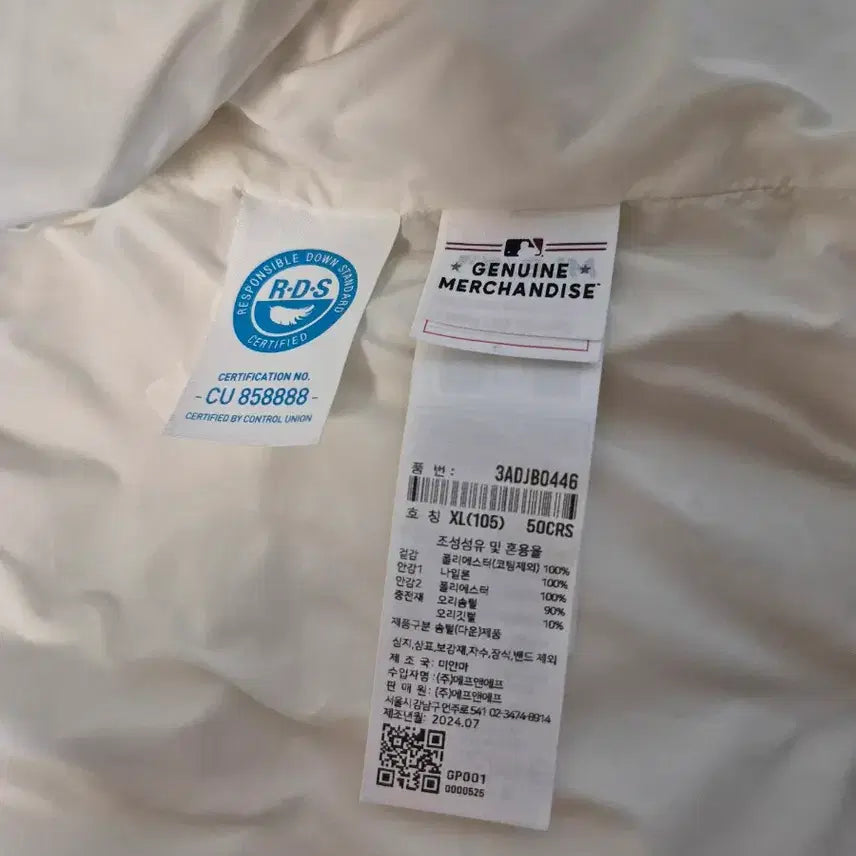 RESPONSIBLE DOWN STANDARD
R·D·S
CERTIFIED
CERTIFICATION NO.
- CU 858888 -
CERTIFIED BY CONTROL UNION
GENUINE
MERCHANDISE™
품 번 : 3ADJB0446
호 칭 XL(105) 50CRS
조성섬유 및 혼용율
겉감 폴리에스터(코팅제외) 100%
안감1 나일론 100%
안감2 폴리에스터 100%
충전재 오리솜털 90%
오리깃털 10%
제품구분 솜털(다운)제품
심지,상표,보강재,자수,장식,밴드 제외
제 조 국 : 미얀마
수입자명 : (주)에프앤에프
판 매 원 : (주)에프앤에프
서울시 강남구 언주로 541 02-3474-8914
제조년월: 2024.07
GP001
0000525